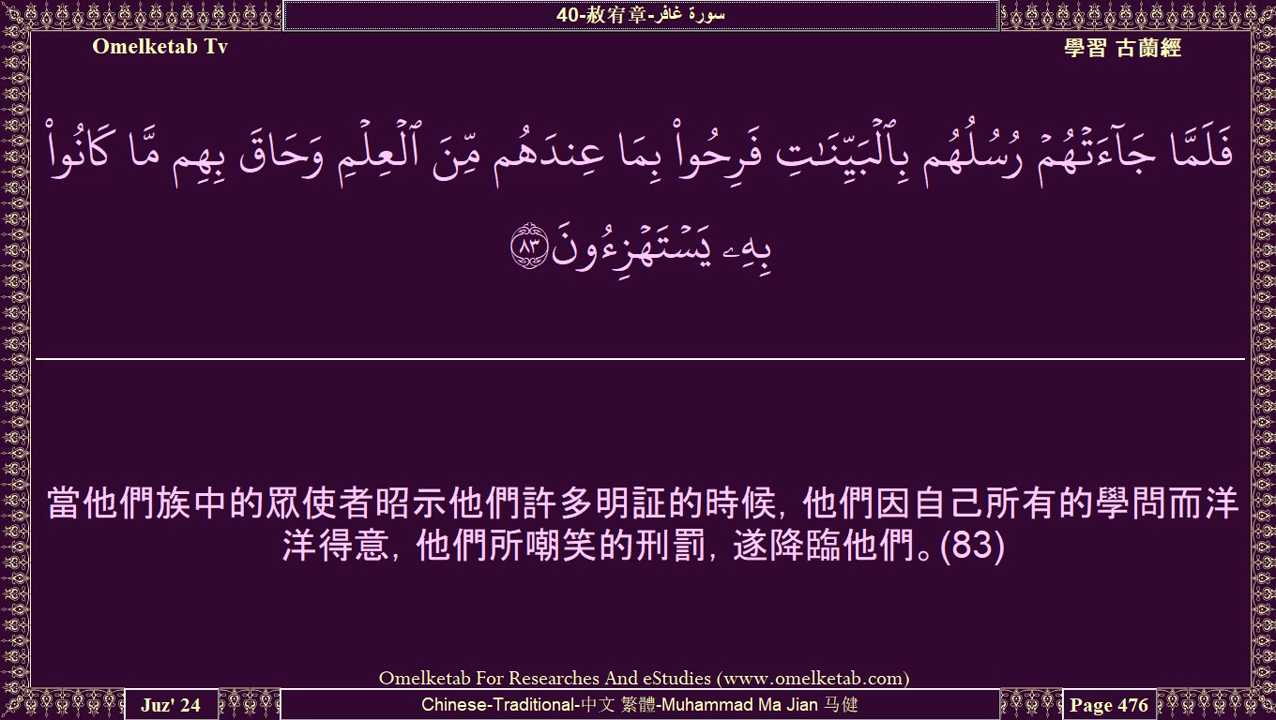 40-赦宥章-سورة غافر
Omelketab Tv
學習 古蘭經
فَلَمَّا جَآءَتۡهُمۡ رُسُلُهُم بِٱلۡبَيِّنَٰتِ فَرِحُواْ بِمَا عِندَهُم مِّنَ ٱلۡعِلۡمِ وَحَاقَ بِهِم مَّا كَانُواْ
بِهِۦ يَسۡتَهۡزِءُونَ ٨٣
當他們族中的眾使者昭示他們許多明証的時候, 他們因自己所有的學問而洋
洋得意, 他們所嘲笑的刑罰, 遂降臨他們。(83)
Omelketab For Researches And eStudies (www.omelketab.com)
Juz' 24
Chinese-Traditional-中文 繁體-Muhammad Ma Jian 马健
Page 476